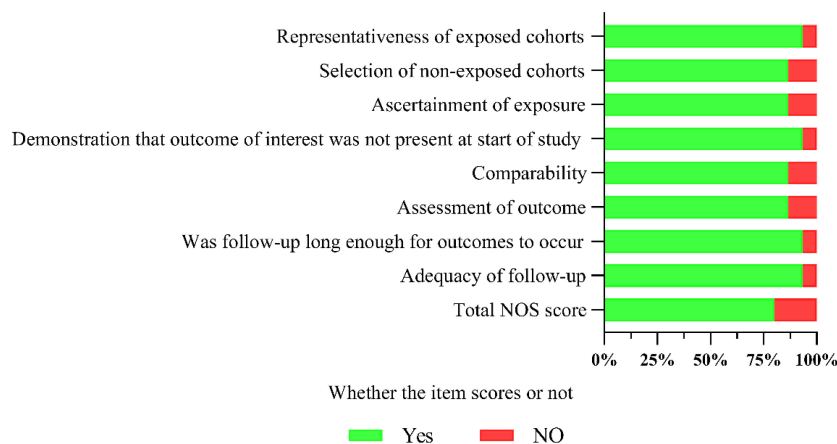 Representativeness of exposed cohorts
Selection of non-exposed cohorts
Ascertainment of exposure
Demonstration that outcome of interest was not present at start of study
Comparability
Assessment of outcome
Was follow-up long enough for outcomes to occur
Adequacy of follow-up
Total NOS score
0% 25% 50% 75% 100%
Whether the item scores or not
Yes NO